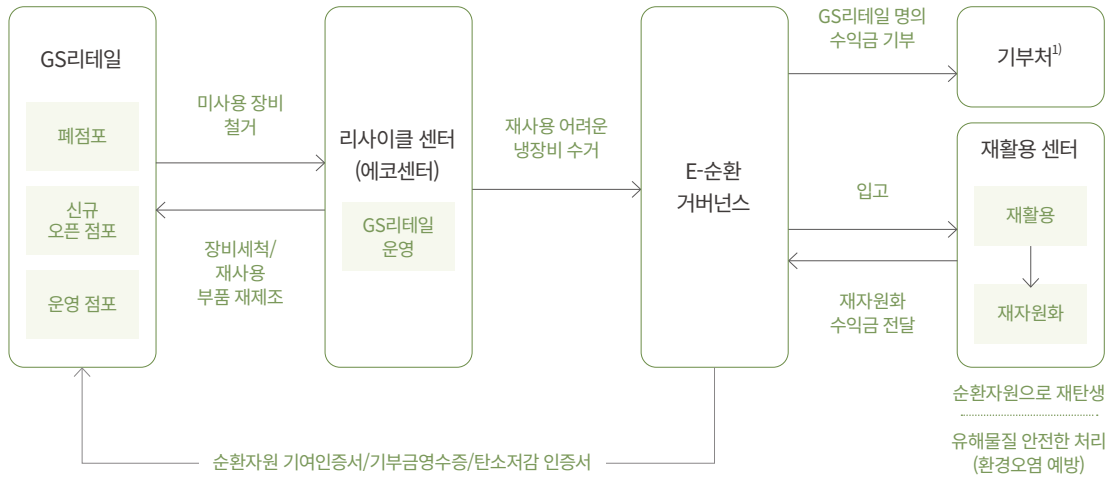 GS리테일
폐점포
신규
오픈 점포
운영 점포
미사용 장비
철거
장비세척/
재사용
부품 재제조
리사이클 센터
(에코센터)
GS리테일
운영
재사용 어려운
냉장비 수거
E-순환
거버넌스
GS리테일 명의
수익금 기부
기부처1)
입고
재자원화
수익금 전달
재활용 센터
재활용
재자원화
순환자원으로 재탄생
유해물질 안전한 처리
(환경오염 예방)
순환자원 기여인증서/기부금영수증/탄소저감 인증서